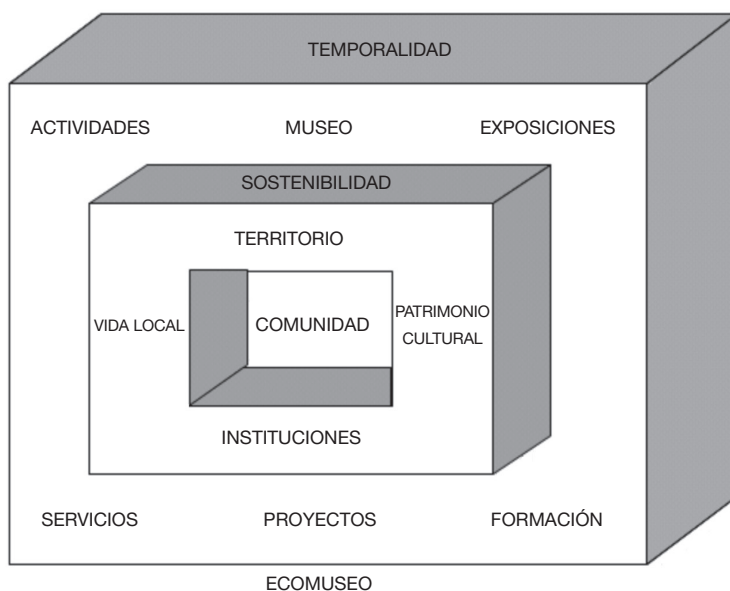 TEMPORALIDAD
ACTIVIDADES MUSEO EXPOSICIONES
SOSTENIBILIDAD
TERRITORIO
VIDA LOCAL COMUNIDAD PATRIMONIO
CULTURAL
INSTITUCIONES
SERVICIOS PROYECTOS FORMACIÓN
ECOMUSEO